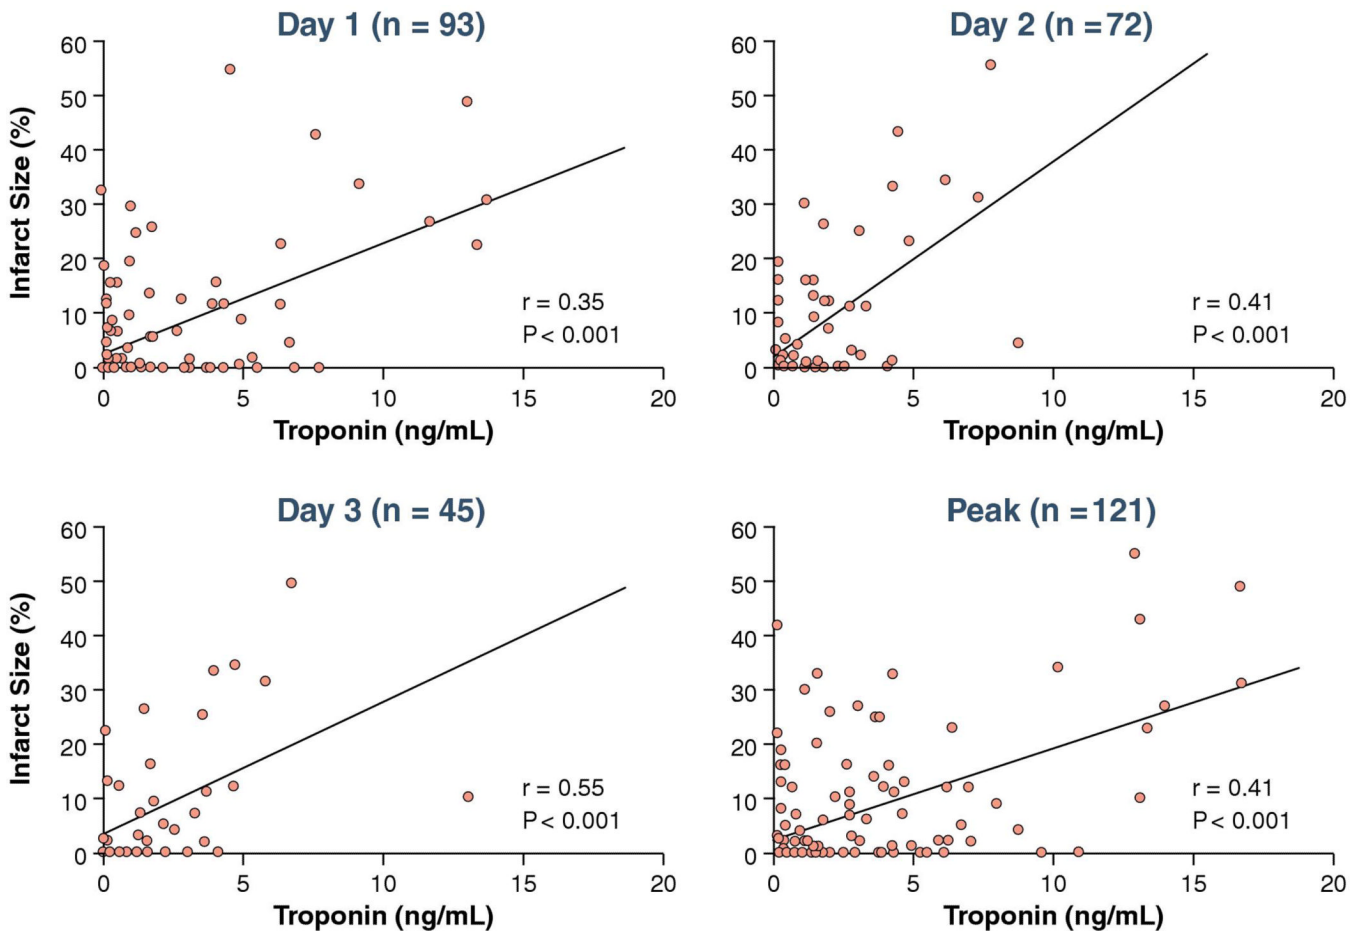 Day 1 (n = 93)
Infarct Size (%)
60
50
40
30
20
10
0
r = 0.35
P < 0.001
0 5 10 15 20
Troponin (ng/mL)
Day 2 (n =72)
60
50
40
30
20
10
0
r = 0.41
P < 0.001
0 5 10 15 20
Troponin (ng/mL)
Day 3 (n = 45)
Infarct Size (%)
60
50
40
30
20
10
0
r = 0.55
P < 0.001
0 5 10 15 20
Troponin (ng/mL)
Peak (n =121)
60
50
40
30
20
10
0
r = 0.41
P < 0.001
0 5 10 15 20
Troponin (ng/mL)